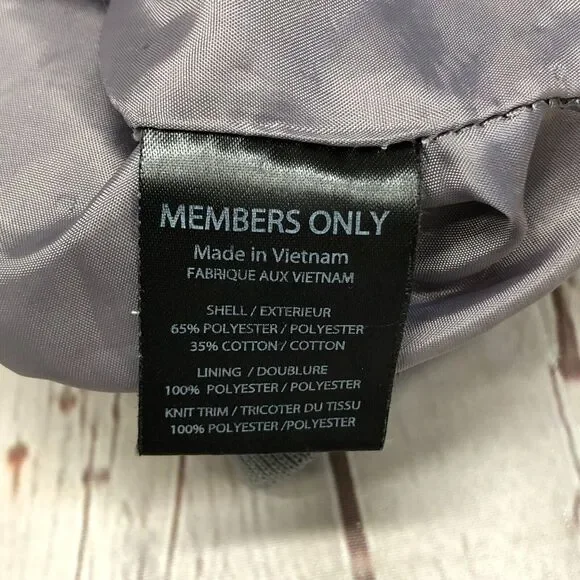 MEMBERS ONLY
Made in Vietnam
FABRIQUE AUX VIETNAM
SHELL / EXTERIEUR
65% POLYESTER / POLYESTER
35% COTTON / COTTON
LINING / DOUBLURE
100% POLYESTER / POLYESTER
KNIT TRIM / TRICOTER DU TISSU
100% POLYESTER /POLYESTER